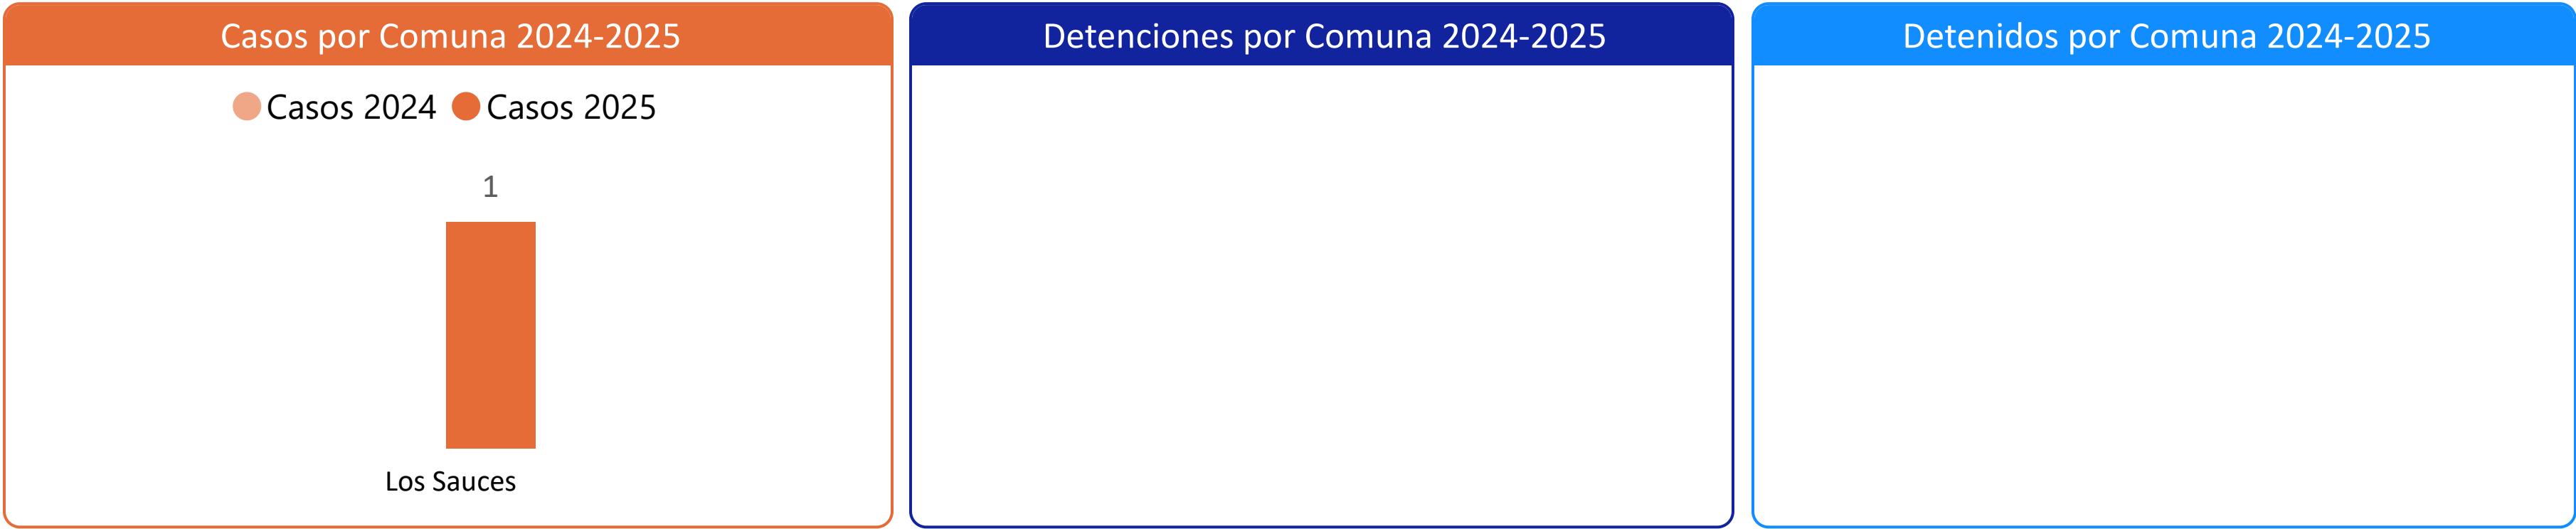 Casos por Comuna 2024-2025
Casos 2024 Casos 2025
1
Los Sauces
Detenciones por Comuna 2024-2025
Detenidos por Comuna 2024-2025